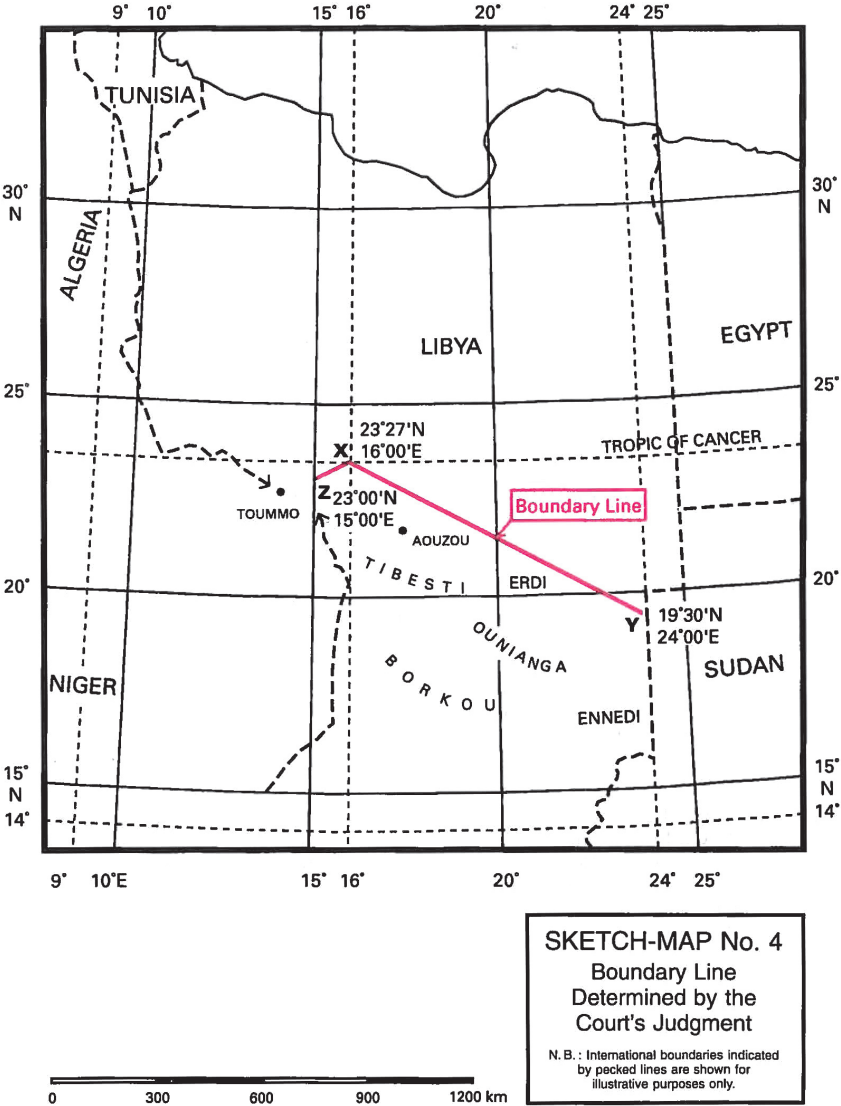 9° 10° 15° 16° 20° 24° 25°
TUNISIA
30°
N
30°
N
ALGERIA
LIBYA
EGYPT
25°
25°
23°27'N
16°00'E
X
TROPIC OF CANCER
Z 23°00'N
15°00'E
TOUMMO
Boundary Line
AOUZOU
TIBESTI
ERDI
20°
20°
Y
19°30'N
24°00'E
OUNIANGA
SUDAN
NIGER
BORKOU
ENNEDI
15°
N
15°
N
14°
14°
9° 10°E 15° 16° 20° 24° 25°
SKETCH-MAP No. 4
Boundary Line
Determined by the
Court's Judgment
N.B.: International boundaries indicated
by pecked lines are shown for
illustrative purposes only.
0 300 600 900 1200 km